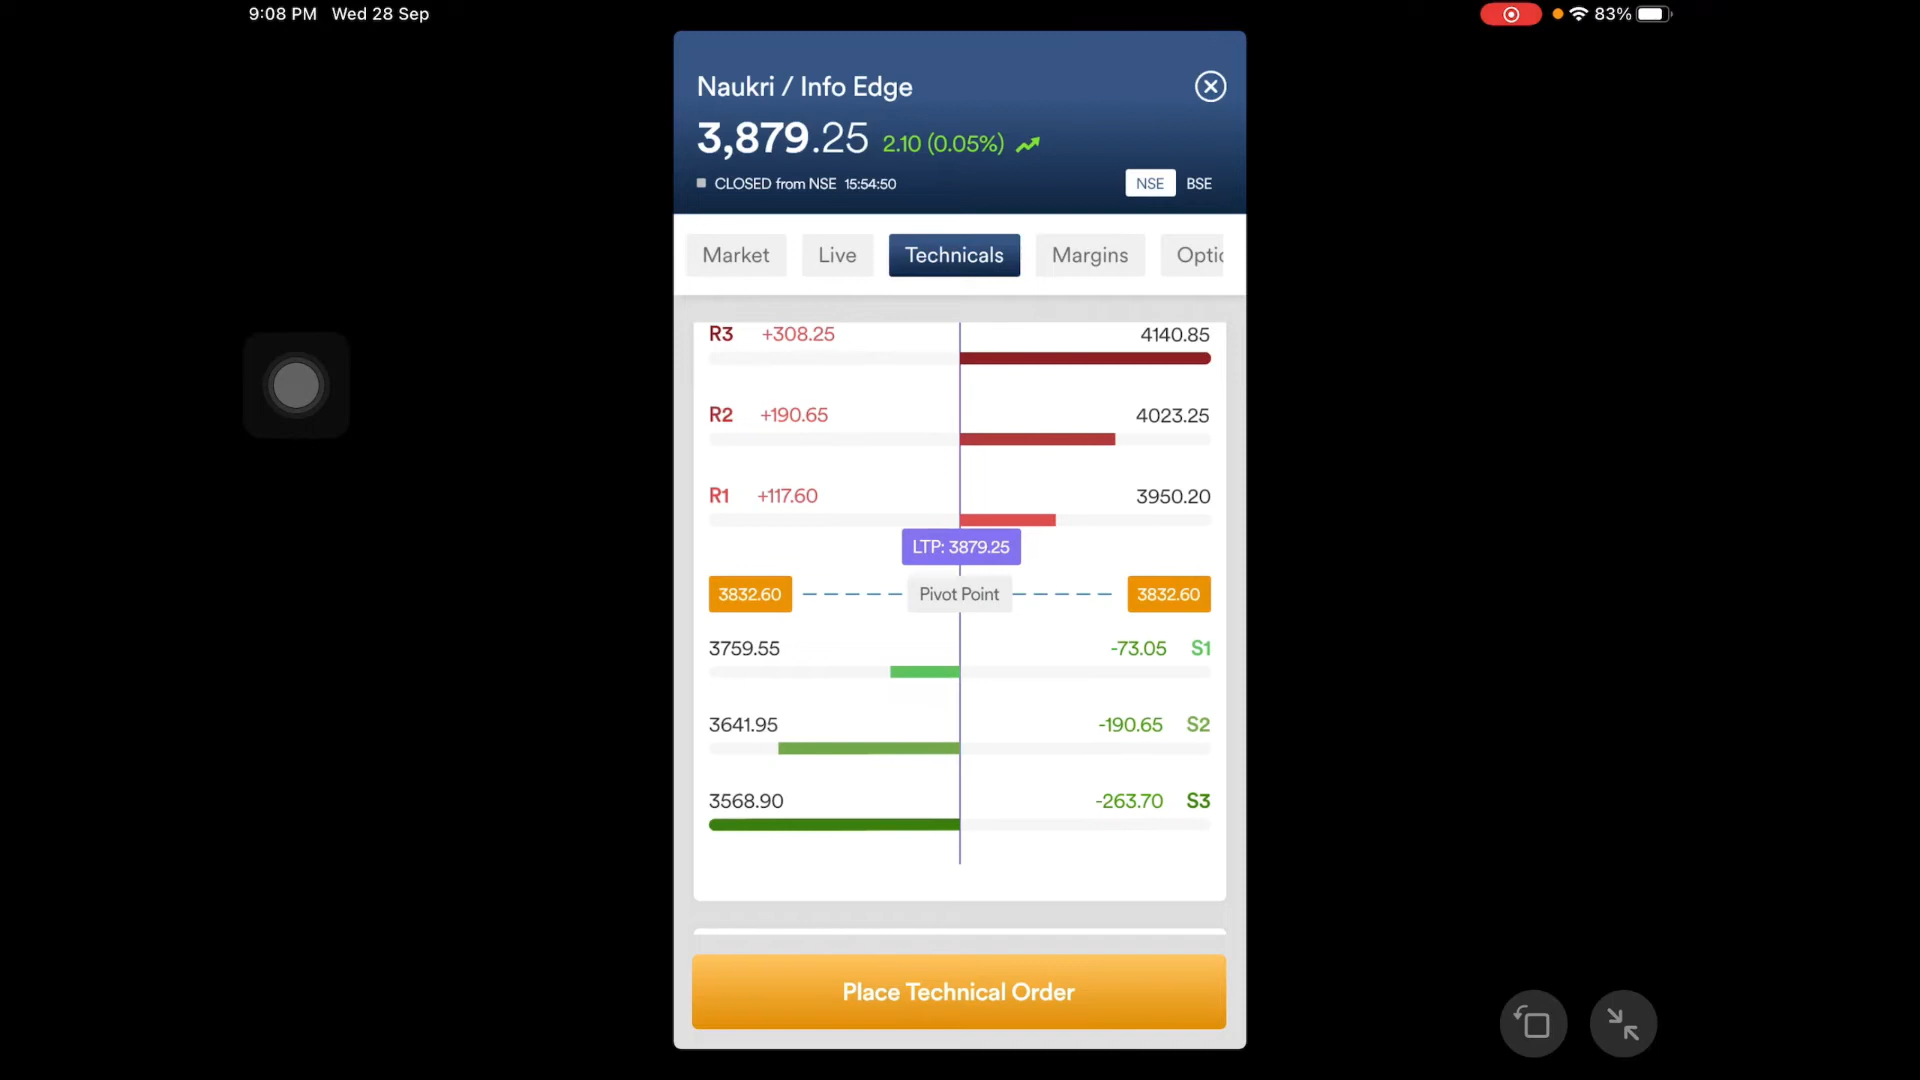 9:08 PM Wed 28 Sep
83%
Naukri / Info Edge
3,879.25 2.10 (0.05%)
CLOSED from NSE 15:54:50
NSE BSE
Market Live Technicals Margins Optic
R3 +308.25 4140.85
R2 +190.65 4023.25
R1 +117.60 3950.20
LTP: 3879.25
3832.60 Pivot Point 3832.60
3759.55 -73.05 S1
3641.95 -190.65 S2
3568.90 -263.70 S3
Place Technical Order